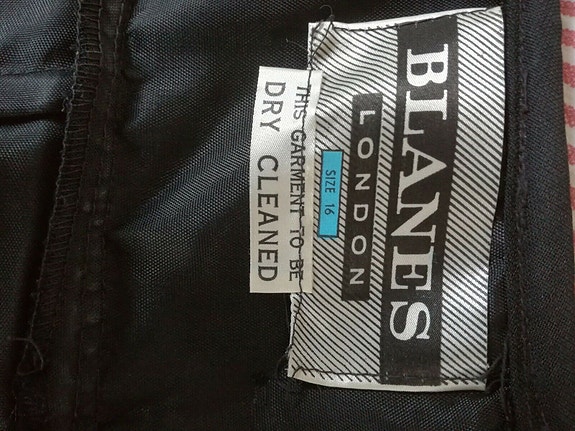 BLANES
LONDON
SIZE 16
THIS GARMENT TO BE
DRY CLEANED